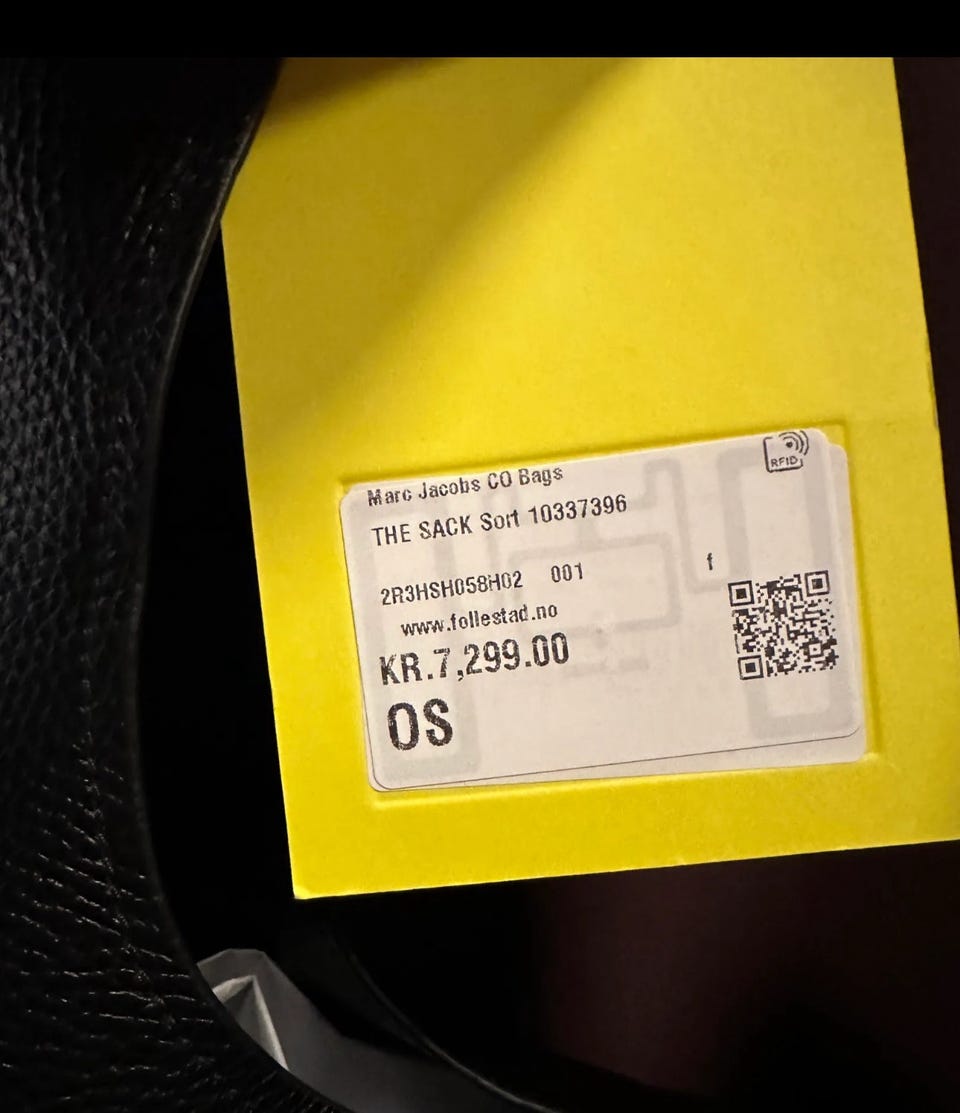 RFID
Marc Jacobs CO Bags
THE SACK Sort 10337396
2R3HSH058H02 001 f
www.follestad.no
KR.7,299.00
OS